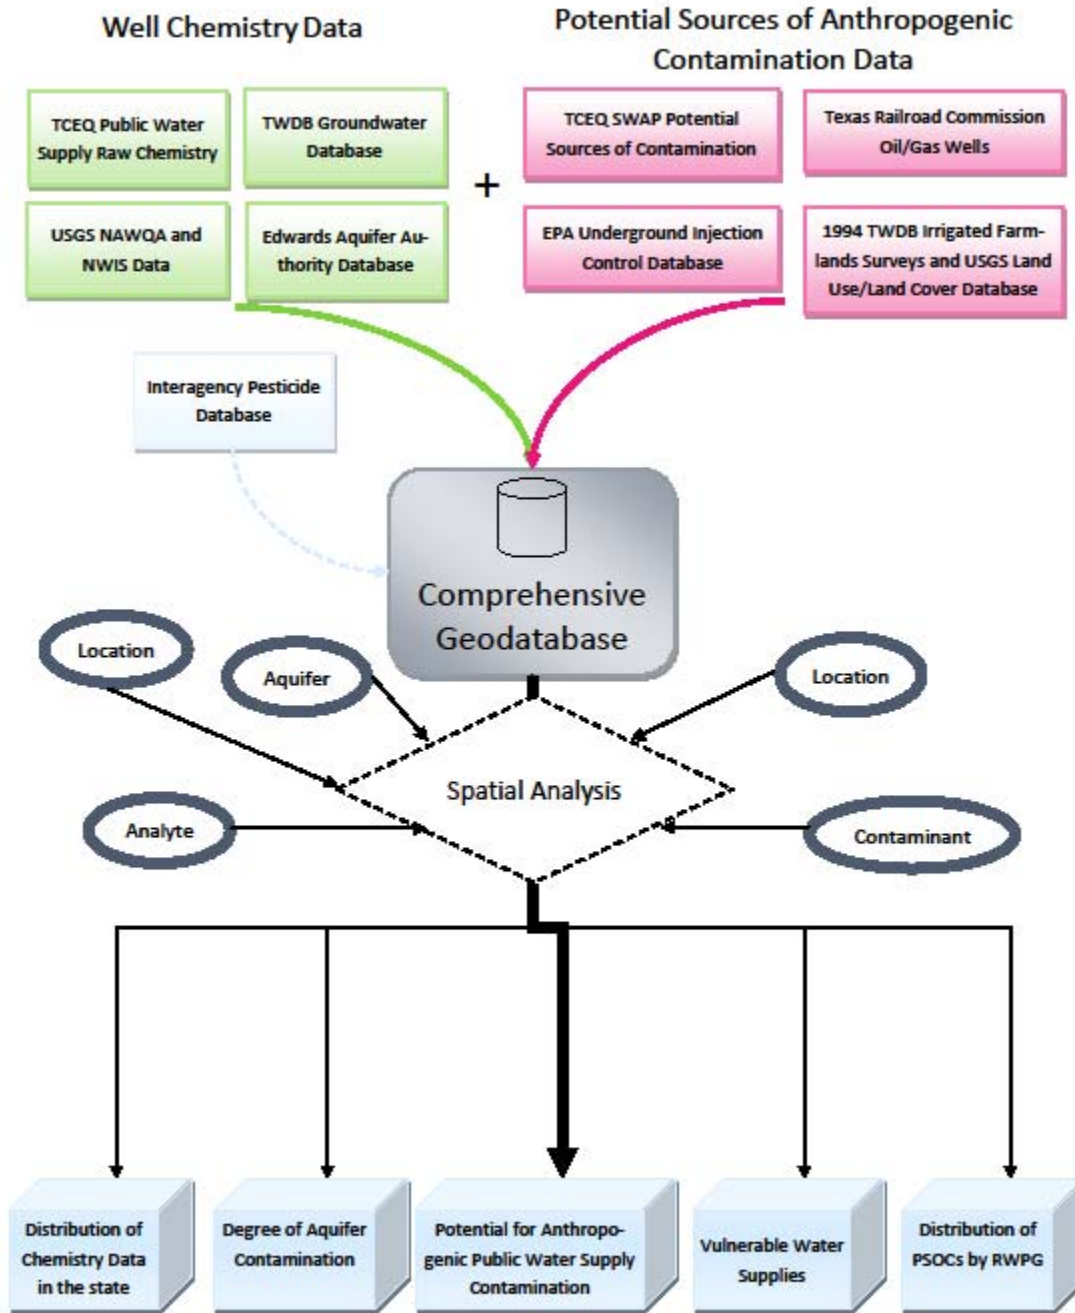 Well Chemistry Data
Potential Sources of Anthropogenic
Contamination Data
TCEQ Public Water
Supply Raw Chemistry
TWDB Groundwater
Database
USGS NAWQA and
NWIS Data
Edwards Aquifer Au-
thority Database
+
TCEQ SWAP Potential
Sources of Contamination
Texas Railroad Commission
Oil/Gas Wells
EPA Underground Injection
Control Database
1994 TWDB Irrigated Farm-
lands Surveys and USGS Land
Use/Land Cover Database
Interagency Pesticide
Database
Comprehensive
Geodatabase
Location
Aquifer
Location
Spatial Analysis
Analyte
Contaminant
Distribution of
Chemistry Data
in the state
Degree of Aquifer
Contamination
Potential for Anthropo-
genic Public Water Supply
Contamination
Vulnerable Water
Supplies
Distribution of
PSOCs by RWPG